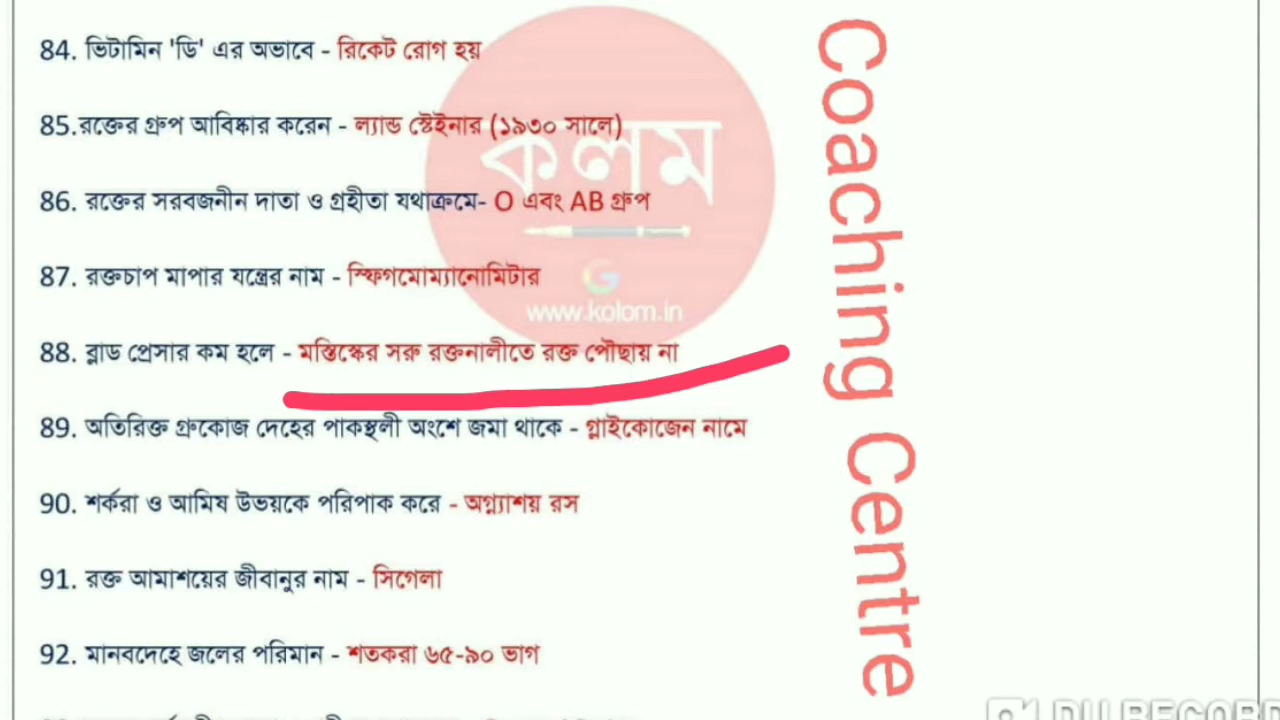 84. ভিটামিন 'ডি' এর অভাবে - রিকেট রোগ হয়
85.রক্তের গ্রুপ আবিষ্কার করেন - ল্যান্ড স্টেইনার (১৯৩০ সালে)
86. রক্তের সরবজনীন দাতা ও গ্রহীতা যথাক্রমে- O এবং AB গ্রুপ
87. রক্তচাপ মাপার যন্ত্রের নাম - স্ফিগমোম্যানোমিটার
88. ব্লাড প্রেসার কম হলে - মস্তিস্কের সরু রক্তনালীতে রক্ত পৌছায় না
89. অতিরিক্ত গ্লুকোজ দেহের পাকস্থলী অংশে জমা থাকে - গ্লাইকোজেন নামে
90. শর্করা ও আমিষ উভয়কে পরিপাক করে - অগ্ন্যাশয় রস
91. রক্ত আমাশয়ের জীবানুর নাম - সিগেলা
92. মানবদেহে জলের পরিমান - শতকরা ৬৫-৯০ ভাগ
কলম
www.kolom.in
Coaching Centre
DU RECORD